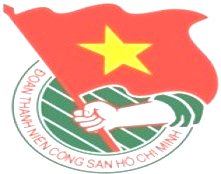 ĐOÀN THANH NIÊN CỘNG SẢN HỒ CHÍ MINH